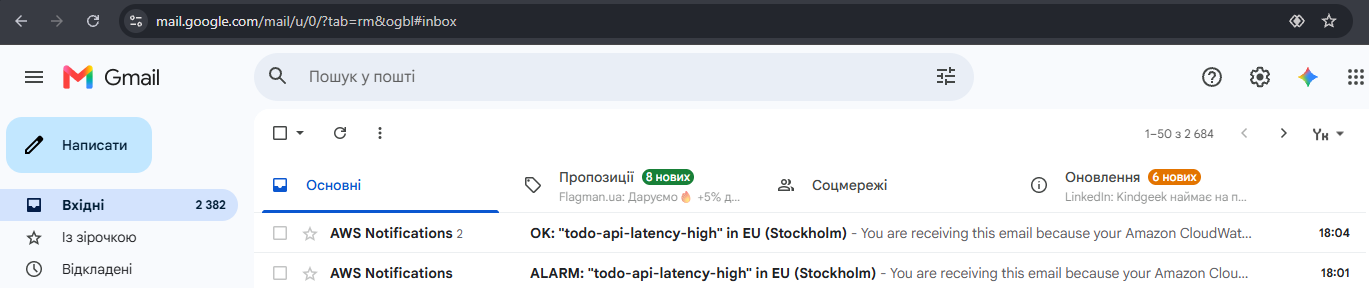 mail.google.com/mail/u/0/?tab=rm&ogbl#inbox
Gmail
Пошук у пошті
Написати
1–50 з 2 684
Вхідні 2 382
Із зірочкою
Відкладені
Основні
Пропозиції 8 нових
Flagman.ua: Даруємо🔥 +5% д...
Соцмережі
Оновлення 6 нових
LinkedIn: Kindgeek наймає на п...
AWS Notifications 2 OK: "todo-api-latency-high" in EU (Stockholm) - You are receiving this email because your Amazon CloudWat... 18:04
AWS Notifications ALARM: "todo-api-latency-high" in EU (Stockholm) - You are receiving this email because your Amazon Clou... 18:01